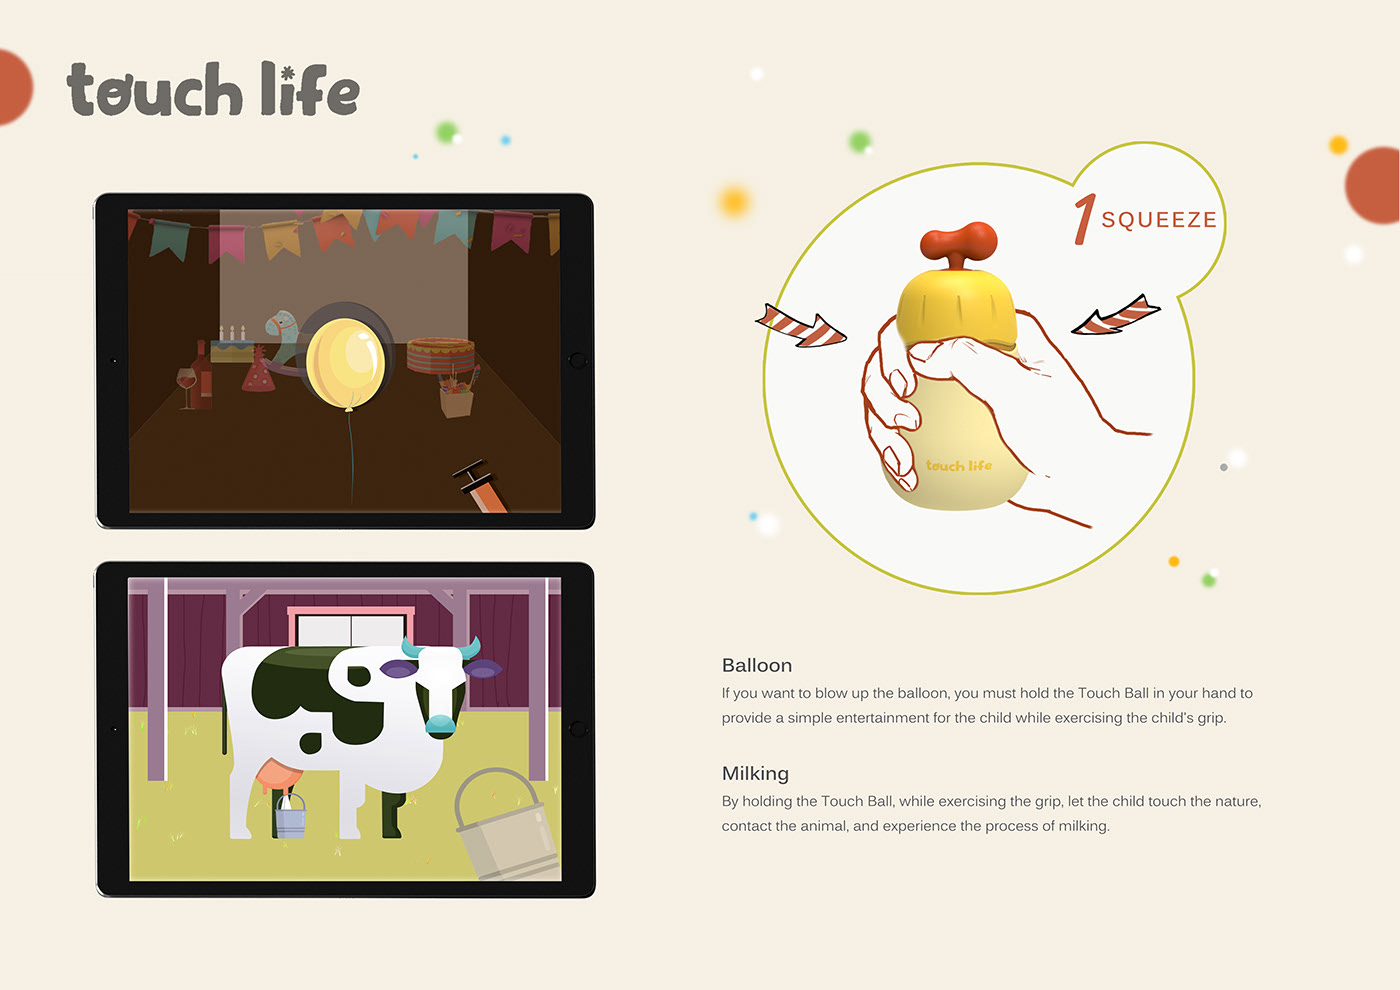 touch life
1 SQUEEZE
touch life
Balloon
If you want to blow up the balloon, you must hold the Touch Ball in your hand to
provide a simple entertainment for the child while exercising the child's grip.
Milking
By holding the Touch Ball, while exercising the grip, let the child touch the nature,
contact the animal, and experience the process of milking.